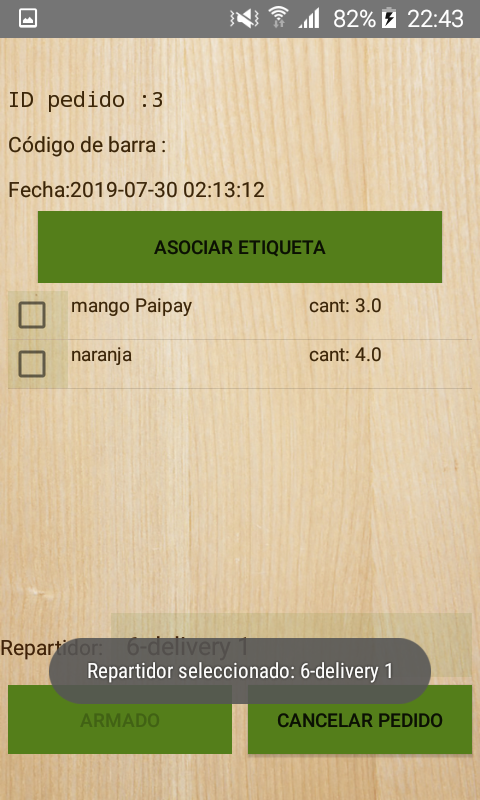 82% 22:43
ID pedido :3
Código de barra :
Fecha:2019-07-30 02:13:12
ASOCIAR ETIQUETA
mango Paipay cant: 3.0
naranja cant: 4.0
Repartidor: 6-delivery 1
Repartidor seleccionado: 6-delivery 1
ARMADO CANCELAR PEDIDO